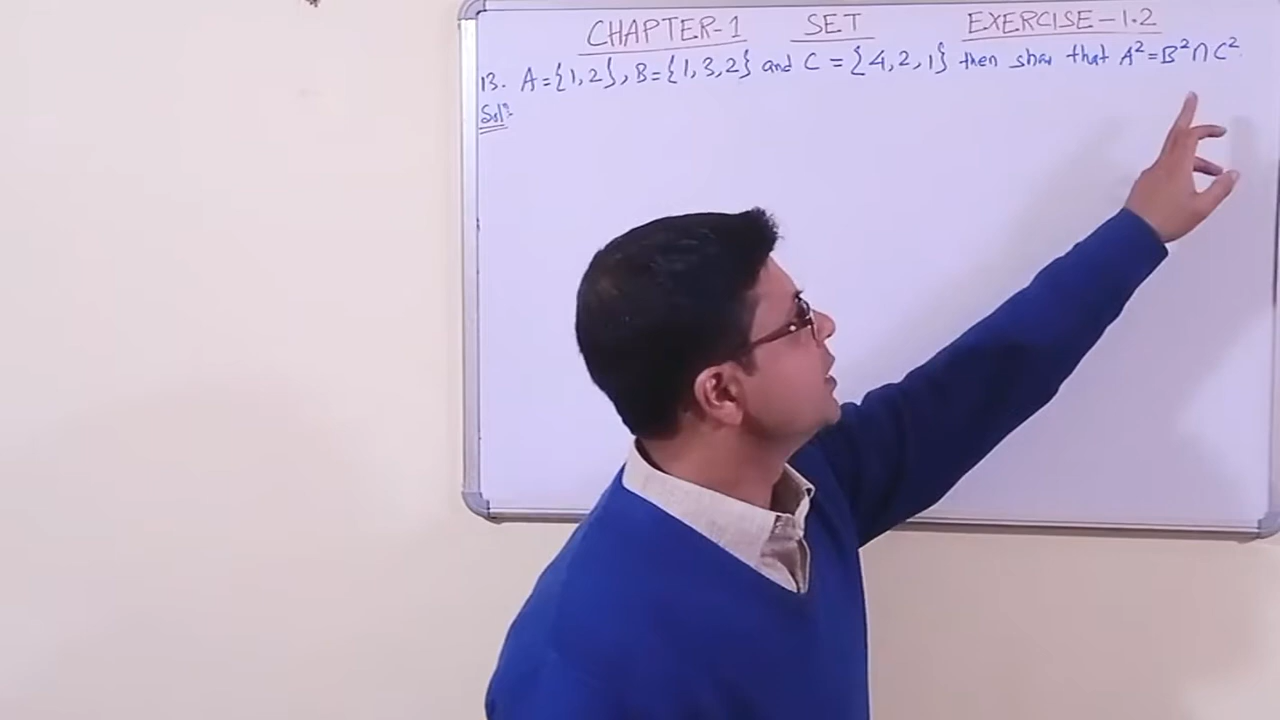 CHAPTER-1 SET EXERCISE-1.2
13. A={1,2}, B={1,3,2} and C={4,2,1} then show that A²=B²∩C².
Solⁿ: